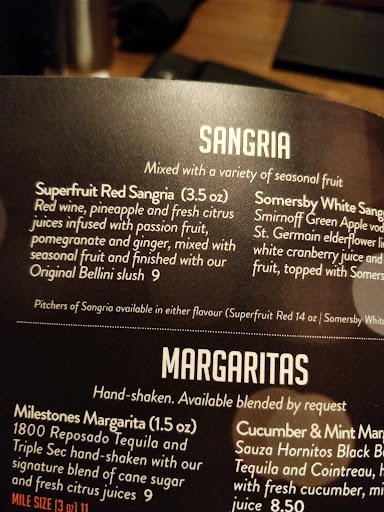 SANGRIA
Mixed with a variety of seasonal fruit
Superfruit Red Sangria (3.5 oz)
Red wine, pineapple and fresh citrus
juices infused with passion fruit,
pomegranate and ginger, mixed with
seasonal fruit and finished with our
Original Bellini slush 9
Somersby White Sang
Smirnoff Green Apple vod
St. Germain elderflower li
white cranberry juice and
fruit, topped with Somers
Pitchers of Sangria available in either flavour (Superfruit Red 14 oz | Somersby White
MARGARITAS
Hand-shaken. Available blended by request
Milestones Margarita (1.5 oz)
1800 Reposado Tequila and
Triple Sec hand-shaken with our
signature blend of cane sugar
and fresh citrus juices 9
MILE SIZE (3 oz) 11
Cucumber & Mint Mar
Sauza Hornitos Black B
Tequila and Cointreau, h
with fresh cucumber, mi
juice 8.50